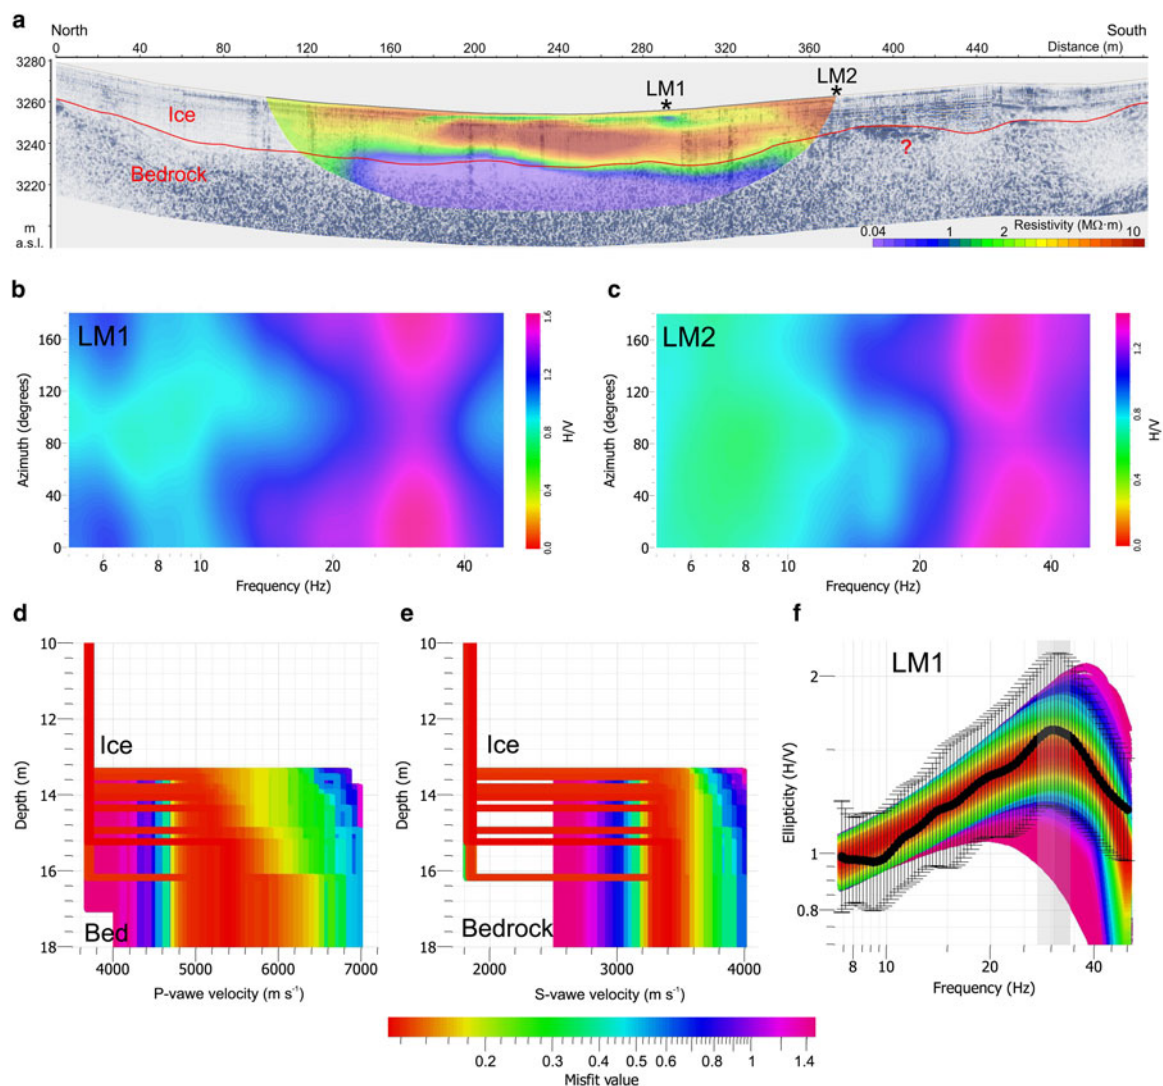 a
North South
0 40 80 120 160 200 240 280 320 360 400 440 Distance (m)
3280
3260
3240
3220
m
a.s.l.
LM1
LM2
Ice
Bedrock
?
Resistivity (MΩ·m)
0.04 1 2 10
b
LM1
160
120
80
40
0
Azimuth (degrees)
6 8 10 20 40
Frequency (Hz)
1.6
1.2
0.8
0.4
0.0
H/V
c
LM2
160
120
80
40
0
Azimuth (degrees)
6 8 10 20 40
Frequency (Hz)
1.2
0.8
0.4
0.0
H/V
d
10
12
14
16
18
Depth (m)
Ice
Bed
4000 5000 6000 7000
P-vawe velocity (m s⁻¹)
e
10
12
14
16
18
Depth (m)
Ice
Bedrock
2000 3000 4000
S-vawe velocity (m s⁻¹)
f
LM1
2
1
0.8
Ellipticity (H/V)
8 10 20 40
Frequency (Hz)
0.2 0.3 0.4 0.5 0.6 0.8 1 1.4
Misfit value